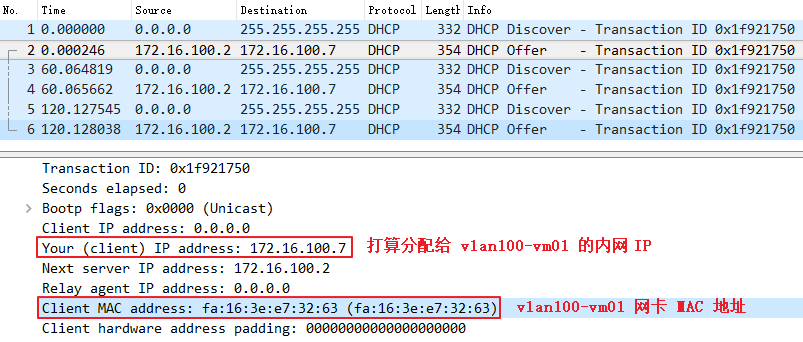 No. Time Source Destination Protocol Length Info
1 0.000000 0.0.0.0 255.255.255.255 DHCP 332 DHCP Discover - Transaction ID 0x1f921750
2 0.000246 172.16.100.2 172.16.100.7 DHCP 354 DHCP Offer - Transaction ID 0x1f921750
3 60.064819 0.0.0.0 255.255.255.255 DHCP 332 DHCP Discover - Transaction ID 0x1f921750
4 60.065662 172.16.100.2 172.16.100.7 DHCP 354 DHCP Offer - Transaction ID 0x1f921750
5 120.127545 0.0.0.0 255.255.255.255 DHCP 332 DHCP Discover - Transaction ID 0x1f921750
6 120.128038 172.16.100.2 172.16.100.7 DHCP 354 DHCP Offer - Transaction ID 0x1f921750
Transaction ID: 0x1f921750
Seconds elapsed: 0
Bootp flags: 0x0000 (Unicast)
Client IP address: 0.0.0.0
Your (client) IP address: 172.16.100.7 打算分配给 vlan100-vm01 的内网 IP
Next server IP address: 172.16.100.2
Relay agent IP address: 0.0.0.0
Client MAC address: fa:16:3e:e7:32:63 (fa:16:3e:e7:32:63) vlan100-vm01 网卡 MAC 地址
Client hardware address padding: 00000000000000000000